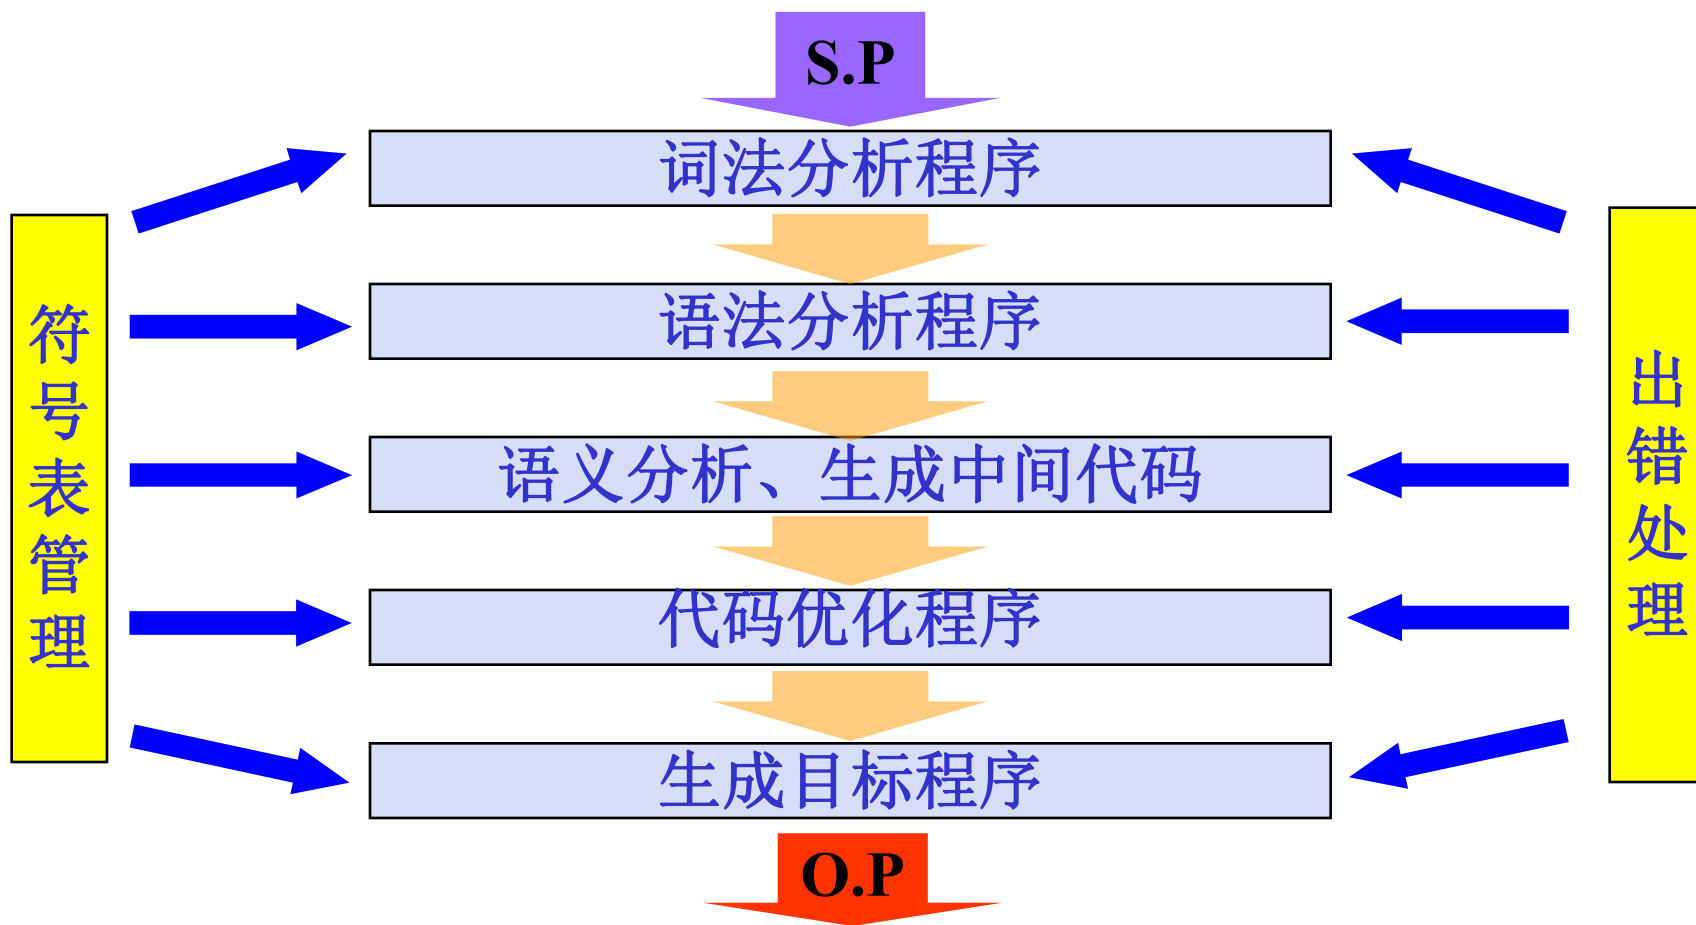 S.P
词法分析程序
语法分析程序
语义分析、生成中间代码
代码优化程序
生成目标程序
O.P
符号表管理
出错处理